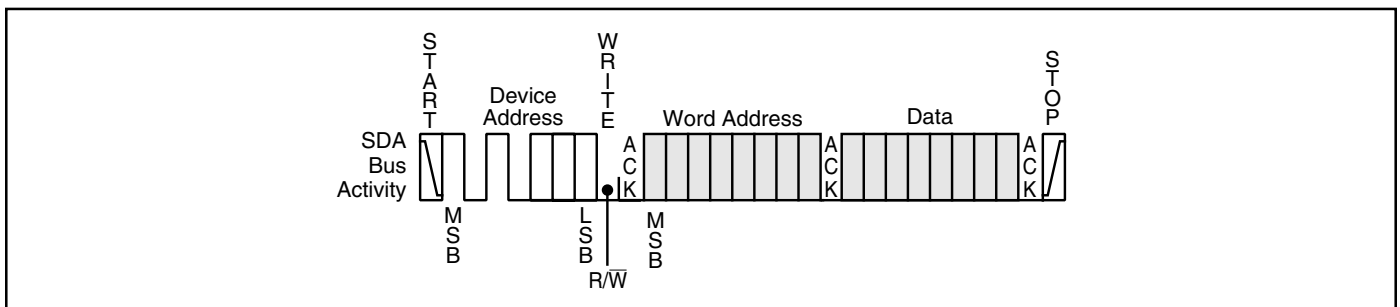 START
WRITE
STOP
Device
Address
Word Address
Data
SDA
Bus
Activity
ACK
ACK
ACK
MSB
LSB
MSB
R/W̅